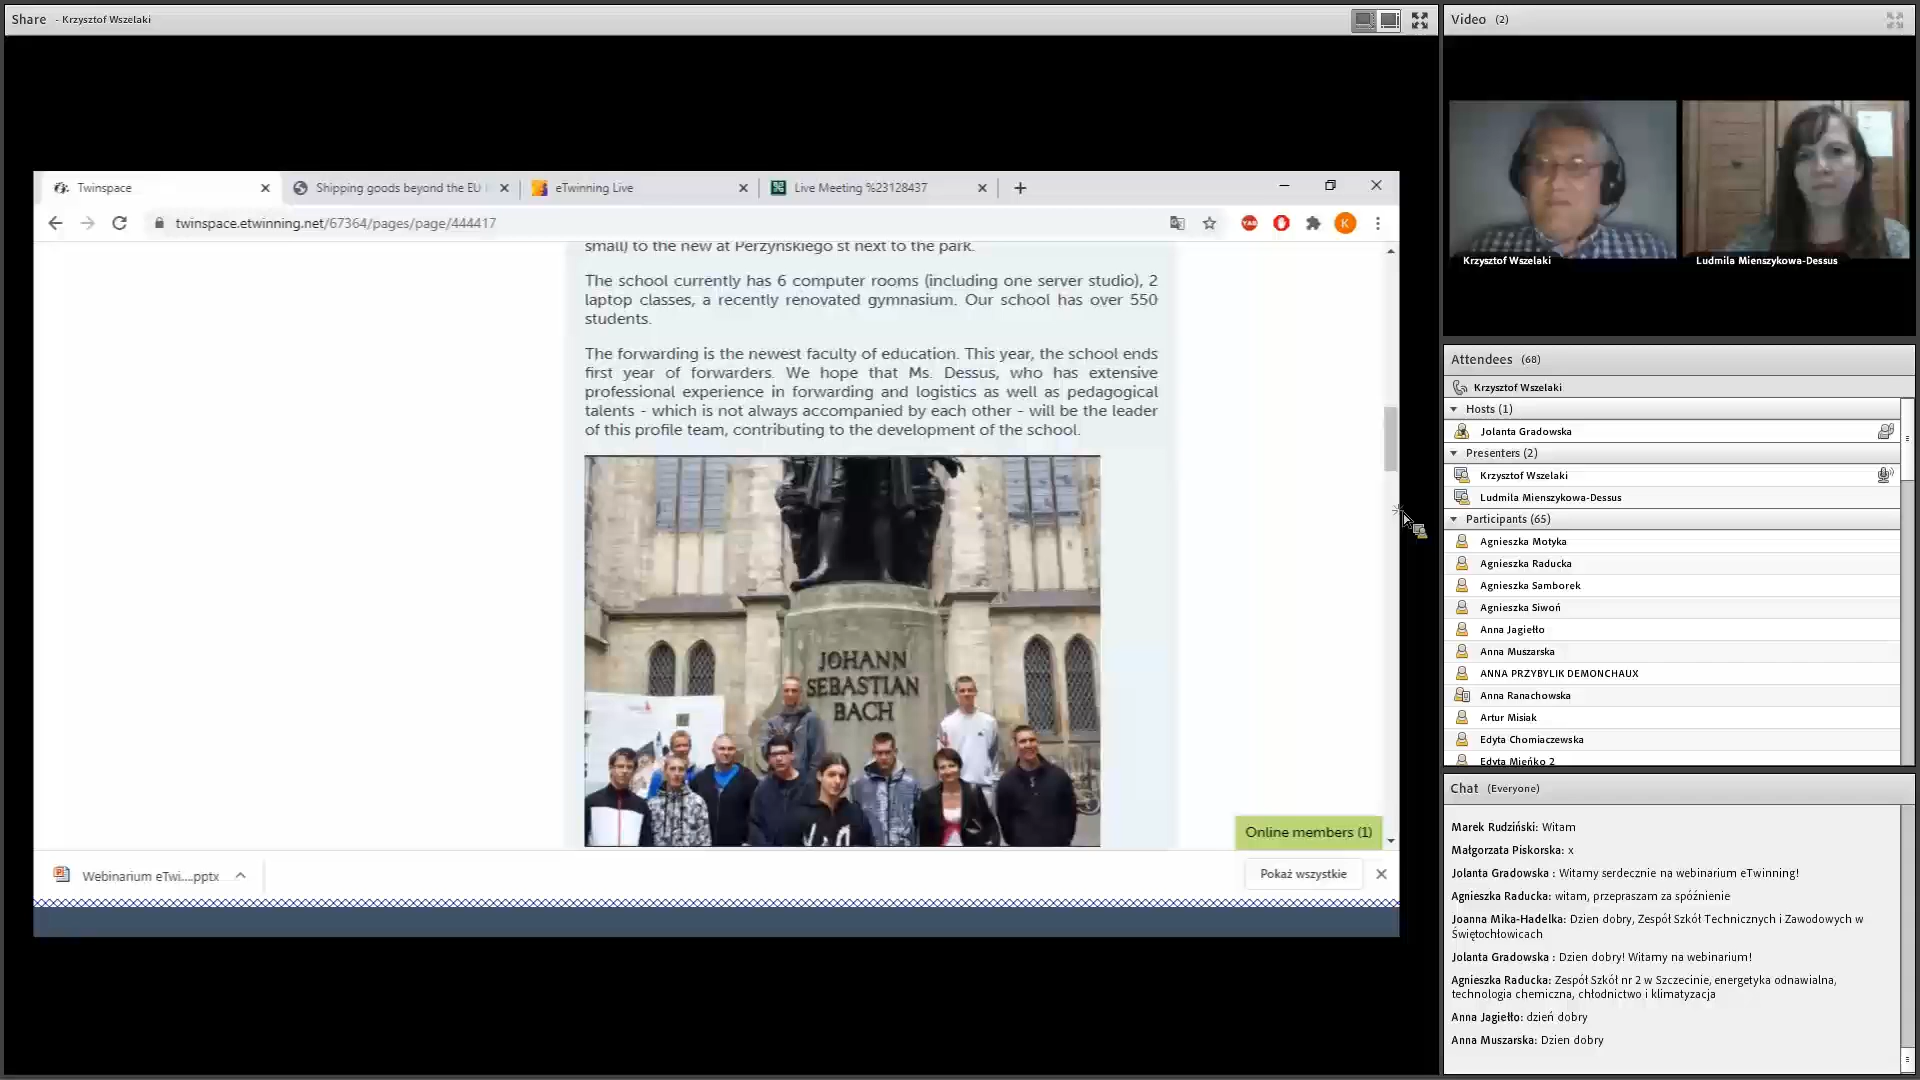 Share - Krzysztof Wszelaki
Twinspace
Shipping goods beyond the EU
eTwinning Live
Live Meeting %23128437
twinspace.etwinning.net/67364/pages/page/444417
small) to the new at Perzyńskiego st next to the park.
The school currently has 6 computer rooms (including one server studio), 2
laptop classes, a recently renovated gymnasium. Our school has over 550
students.
The forwarding is the newest faculty of education. This year, the school ends
first year of forwarders. We hope that Ms. Dessus, who has extensive
professional experience in forwarding and logistics as well as pedagogical
talents - which is not always accompanied by each other - will be the leader
of this profile team, contributing to the development of the school.
JOHANN
SEBASTIAN
BACH
Online members (1)
Webinarium eTwi....pptx
Pokaż wszystkie
Video (2)
Krzysztof Wszelaki
Ludmila Mienszykowa-Dessus
Attendees (68)
Krzysztof Wszelaki
Hosts (1)
Jolanta Gradowska
Presenters (2)
Krzysztof Wszelaki
Ludmila Mienszykowa-Dessus
Participants (65)
Agnieszka Motyka
Agnieszka Raducka
Agnieszka Samborek
Agnieszka Siwoń
Anna Jagiełło
Anna Muszarska
ANNA PRZYBYLIK DEMONCHAUX
Anna Ranachowska
Artur Misiak
Edyta Chomiaczewska
Edyta Mieńko 2
Chat (Everyone)
Marek Rudziński: Witam
Małgorzata Piskorska: x
Jolanta Gradowska : Witamy serdecznie na webinarium eTwinning!
Agnieszka Raducka: witam, przepraszam za spóźnienie
Joanna Mika-Hadelka: Dzien dobry, Zespół Szkół Technicznych i Zawodowych w
Świętochłowicach
Jolanta Gradowska : Dzien dobry! Witamy na webinarium!
Agnieszka Raducka: Zespół Szkół nr 2 w Szczecinie, energetyka odnawialna,
technologia chemiczna, chłodnictwo i klimatyzacja
Anna Jagiełło: dzień dobry
Anna Muszarska: Dzien dobry